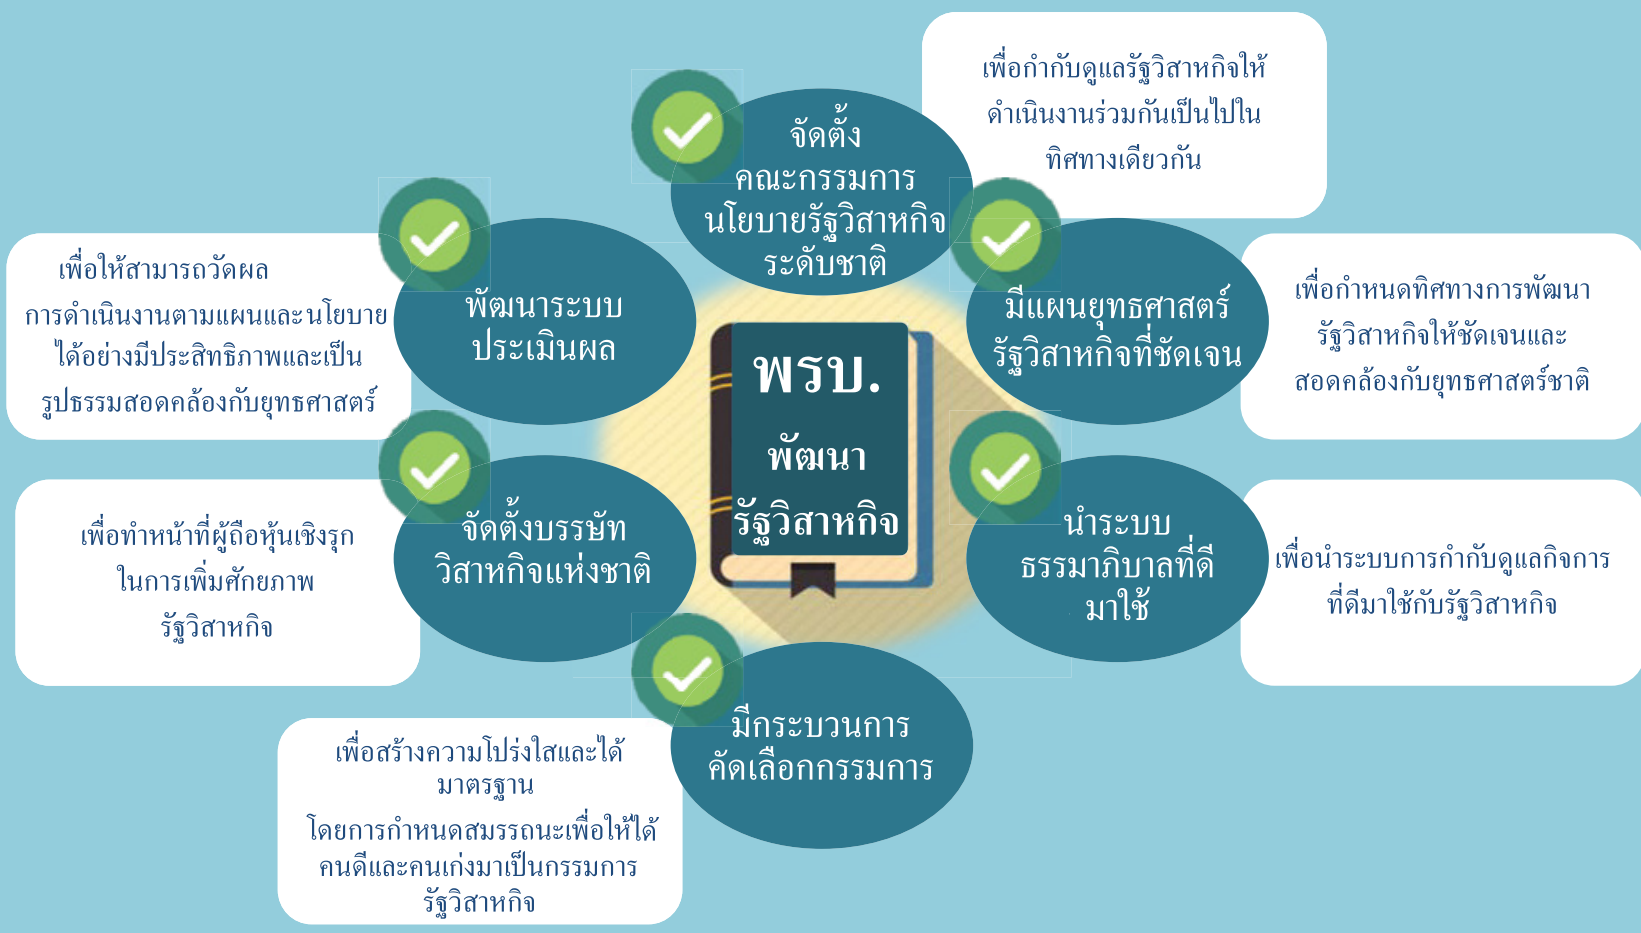 เพื่อกำกับดูแลรัฐวิสาหกิจให้
ดำเนินงานร่วมกันเป็นไปใน
ทิศทางเดียวกัน
จัดตั้ง
คณะกรรมการ
นโยบายรัฐวิสาหกิจ
ระดับชาติ
เพื่อให้สามารถวัดผล
การดำเนินงานตามแผนและนโยบาย
ได้อย่างมีประสิทธิภาพและเป็น
รูปธรรมสอดคล้องกับยุทธศาสตร์
พัฒนาระบบ
ประเมินผล
มีแผนยุทธศาสตร์
รัฐวิสาหกิจที่ชัดเจน
เพื่อกำหนดทิศทางการพัฒนา
รัฐวิสาหกิจให้ชัดเจนและ
สอดคล้องกับยุทธศาสตร์ชาติ
พรบ.
พัฒนา
รัฐวิสาหกิจ
เพื่อทำหน้าที่ผู้ถือหุ้นเชิงรุก
ในการเพิ่มศักยภาพ
รัฐวิสาหกิจ
จัดตั้งบรรษัท
วิสาหกิจแห่งชาติ
นำระบบ
ธรรมาภิบาลที่ดี
มาใช้
เพื่อนำระบบการกำกับดูแลกิจการ
ที่ดีมาใช้กับรัฐวิสาหกิจ
มีกระบวนการ
คัดเลือกกรรมการ
เพื่อสร้างความโปร่งใสและได้
มาตรฐาน
โดยการกำหนดสมรรถนะเพื่อให้ได้
คนดีและคนเก่งมาเป็นกรรมการ
รัฐวิสาหกิจ